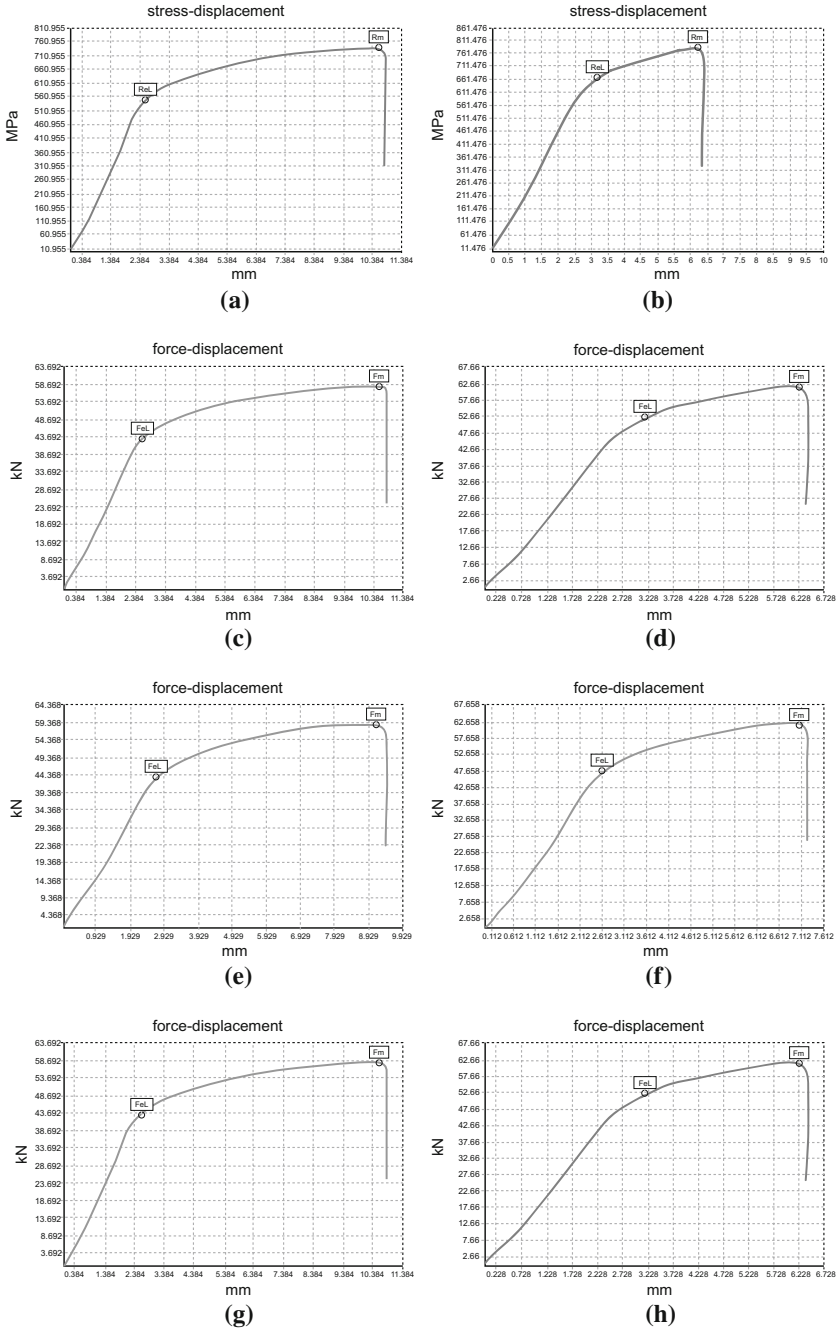 stress-displacement
810.955
760.955
710.955
660.955
610.955
560.955
510.955
460.955
410.955
360.955
310.955
260.955
210.955
160.955
110.955
60.955
10.955
MPa
Rm
ReL
0.384 1.384 2.384 3.384 4.384 5.384 6.384 7.384 8.384 9.384 10.384 11.384
mm
(a)
stress-displacement
861.476
811.476
761.476
711.476
661.476
611.476
561.476
511.476
461.476
411.476
361.476
311.476
261.476
211.476
161.476
111.476
61.476
11.476
MPa
Rm
ReL
0 0.5 1 1.5 2 2.5 3 3.5 4 4.5 5 5.5 6 6.5 7 7.5 8 8.5 9 9.5 10
mm
(b)
force-displacement
63.692
58.692
53.692
48.692
43.692
38.692
33.692
28.692
23.692
18.692
13.692
8.692
3.692
kN
Fm
FeL
0.384 1.384 2.384 3.384 4.384 5.384 6.384 7.384 8.384 9.384 10.384 11.384
mm
(c)
force-displacement
67.66
62.66
57.66
52.66
47.66
42.66
37.66
32.66
27.66
22.66
17.66
12.66
7.66
2.66
kN
Fm
FeL
0.228 0.728 1.228 1.728 2.228 2.728 3.228 3.728 4.228 4.728 5.228 5.728 6.228 6.728
mm
(d)
force-displacement
64.368
59.368
54.368
49.368
44.368
39.368
34.368
29.368
24.368
19.368
14.368
9.368
4.368
kN
Fm
FeL
0.929 1.929 2.929 3.929 4.929 5.929 6.929 7.929 8.929 9.929
mm
(e)
force-displacement
67.658
62.658
57.658
52.658
47.658
42.658
37.658
32.658
27.658
22.658
17.658
12.658
7.658
2.658
kN
Fm
FeL
0.112 0.612 1.112 1.612 2.112 2.612 3.112 3.612 4.112 4.612 5.112 5.612 6.112 6.612 7.112 7.612
mm
(f)
force-displacement
63.692
58.692
53.692
48.692
43.692
38.692
33.692
28.692
23.692
18.692
13.692
8.692
3.692
kN
Fm
FeL
0.384 1.384 2.384 3.384 4.384 5.384 6.384 7.384 8.384 9.384 10.384 11.384
mm
(g)
force-displacement
67.66
62.66
57.66
52.66
47.66
42.66
37.66
32.66
27.66
22.66
17.66
12.66
7.66
2.66
kN
Fm
FeL
0.228 0.728 1.228 1.728 2.228 2.728 3.228 3.728 4.228 4.728 5.228 5.728 6.228 6.728
mm
(h)